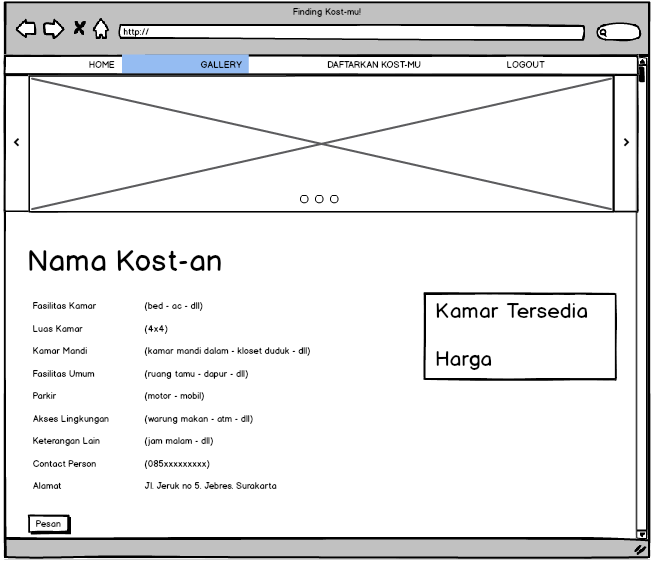 Finding Kost-mu!
http://
HOME GALLERY DAFTARKAN KOST-MU LOGOUT
Nama Kost-an
Fasilitas Kamar (bed - ac - dll)
Luas Kamar (4x4)
Kamar Mandi (kamar mandi dalam - kloset duduk - dll)
Fasilitas Umum (ruang tamu - dapur - dll)
Parkir (motor - mobil)
Akses Lingkungan (warung makan - atm - dll)
Keterangan Lain (jam malam - dll)
Contact Person (085xxxxxxxxx)
Alamat Jl. Jeruk no 5. Jebres. Surakarta
Kamar Tersedia
Harga
Pesan